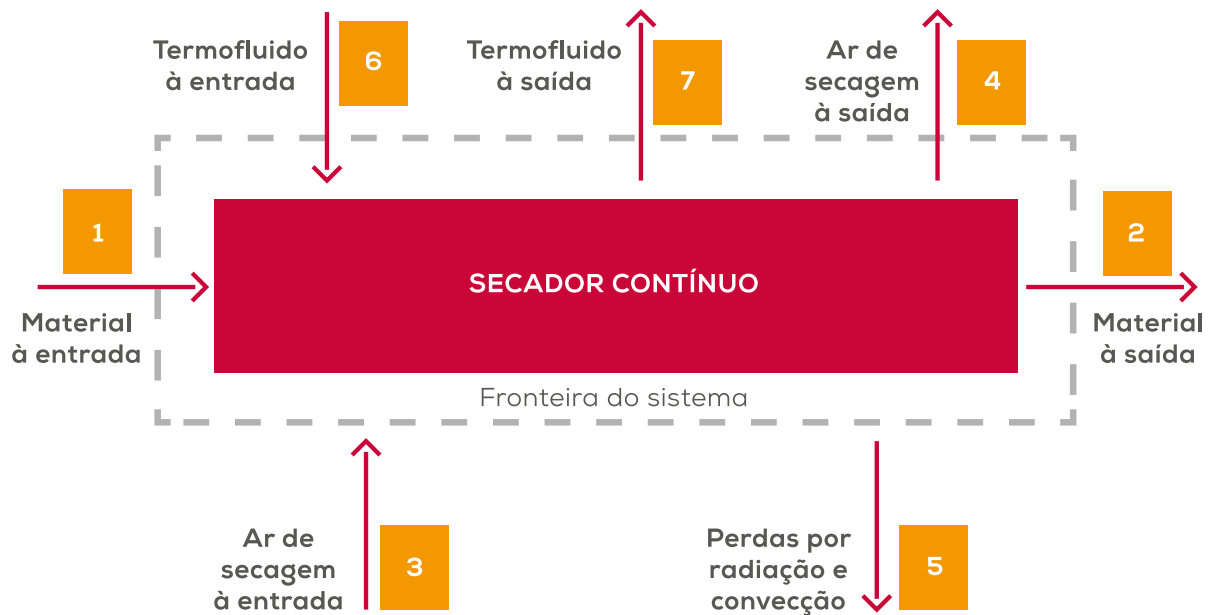 Termofluido
à entrada
6
Termofluido
à saída
7
Ar de
secagem
à saída
4
1
Material
à entrada
SECADOR CONTÍNUO
2
Material
à saída
Fronteira do sistema
Ar de
secagem
à entrada
3
Perdas por
radiação e
convecção
5